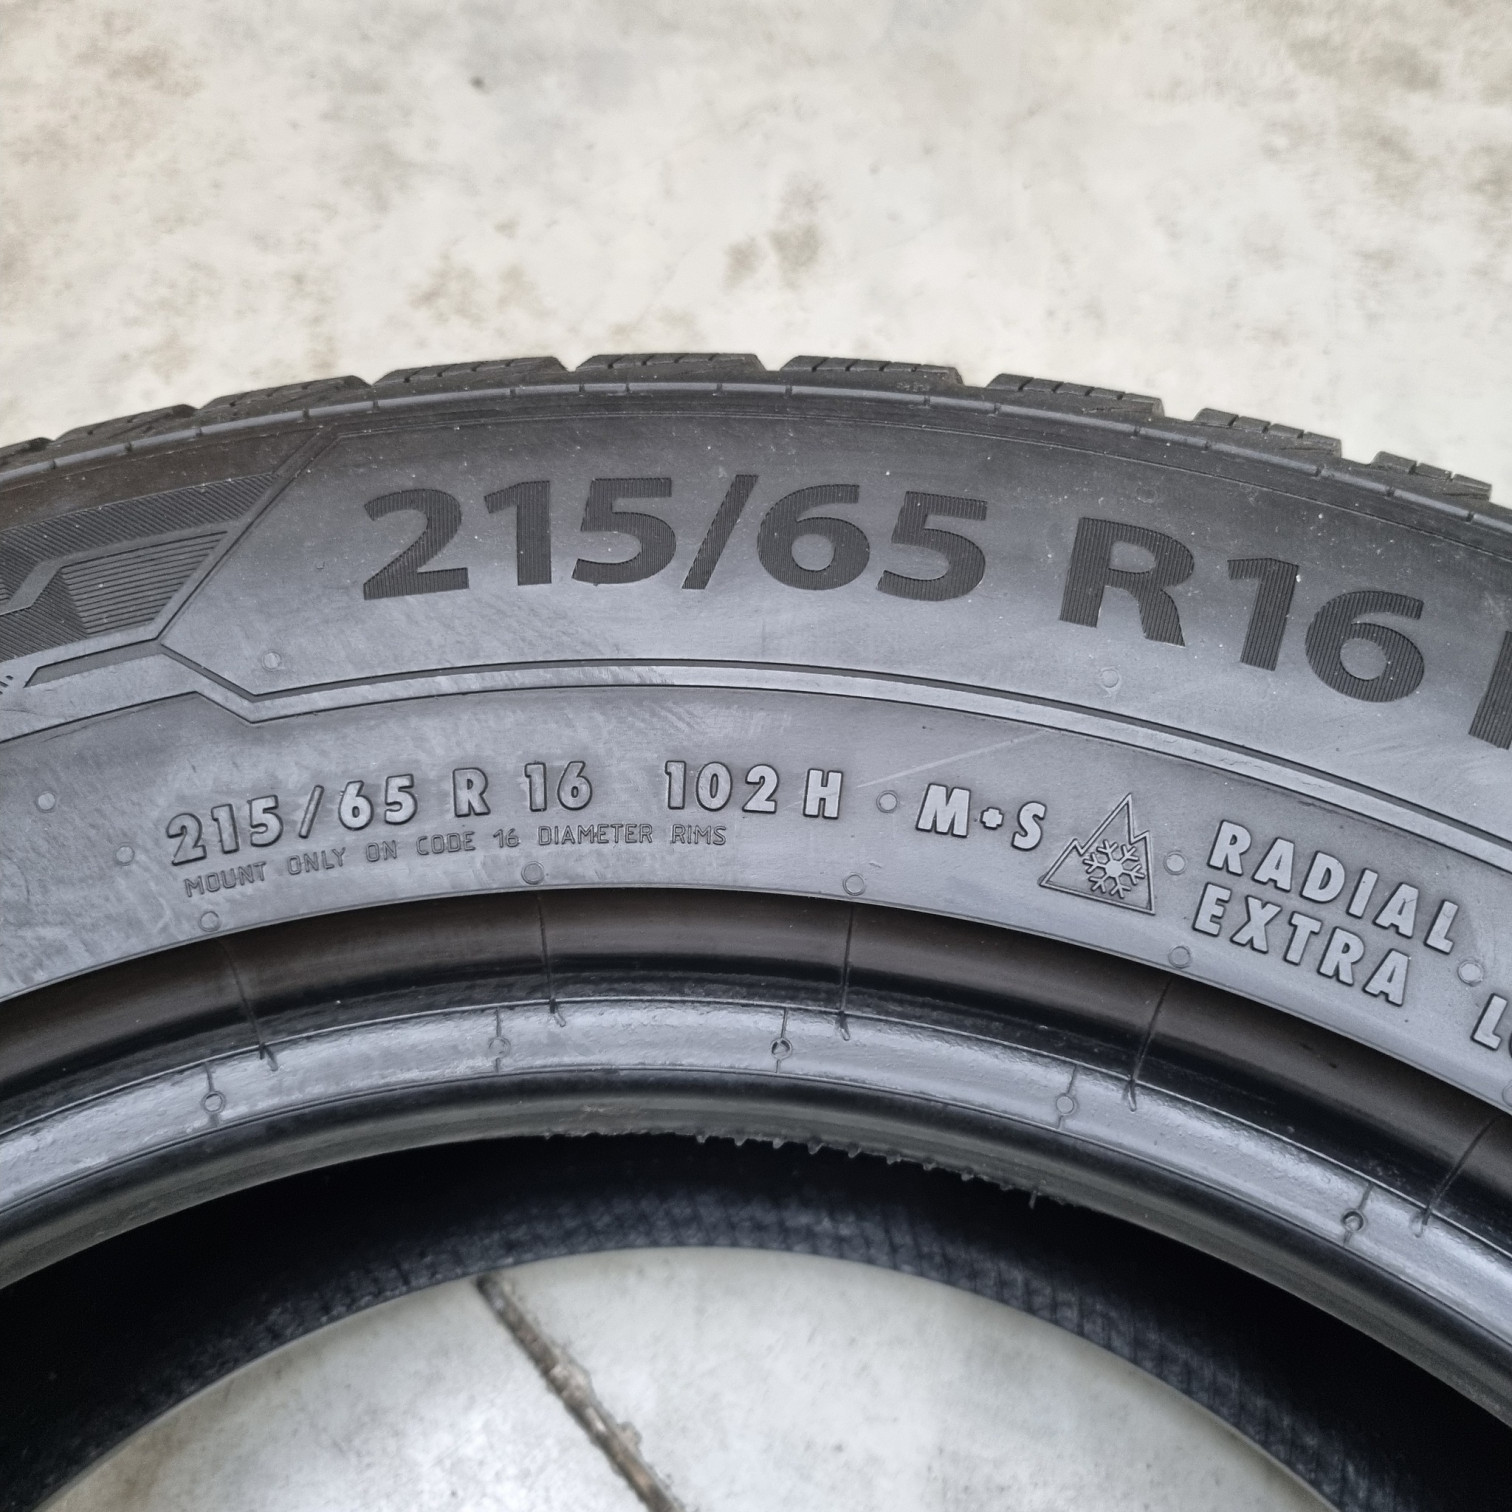 215/65 R16
215/65 R 16 102 H M+S
MOUNT ONLY ON CODE 16 DIAMETER RIMS
RADIAL
EXTRA